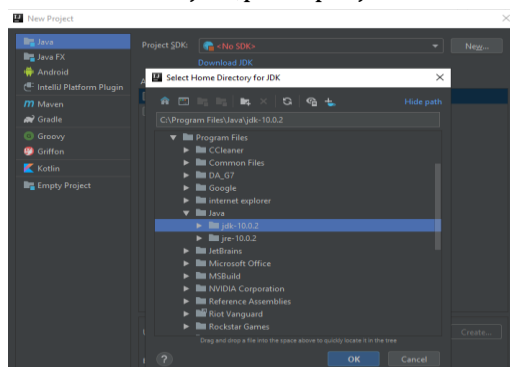 New Project
Java
Project SDK:
<No SDK>
New...
Java FX
Download JDK
Android
Select Home Directory for JDK
IntelliJ Platform Plugin
Maven
Hide path
Gradle
C:\Program Files\Java\jdk-10.0.2
Groovy
Program Files
Griffon
CCleaner
Kotlin
Common Files
DA_G7
Empty Project
Google
internet explorer
Java
jdk-10.0.2
jre-10.0.2
JetBrains
Microsoft Office
MSBuild
NVIDIA Corporation
Reference Assemblies
Riot Vanguard
Rockstar Games
Create...
Drag and drop a file into the space above to quickly locate it in the tree
?
OK
Cancel